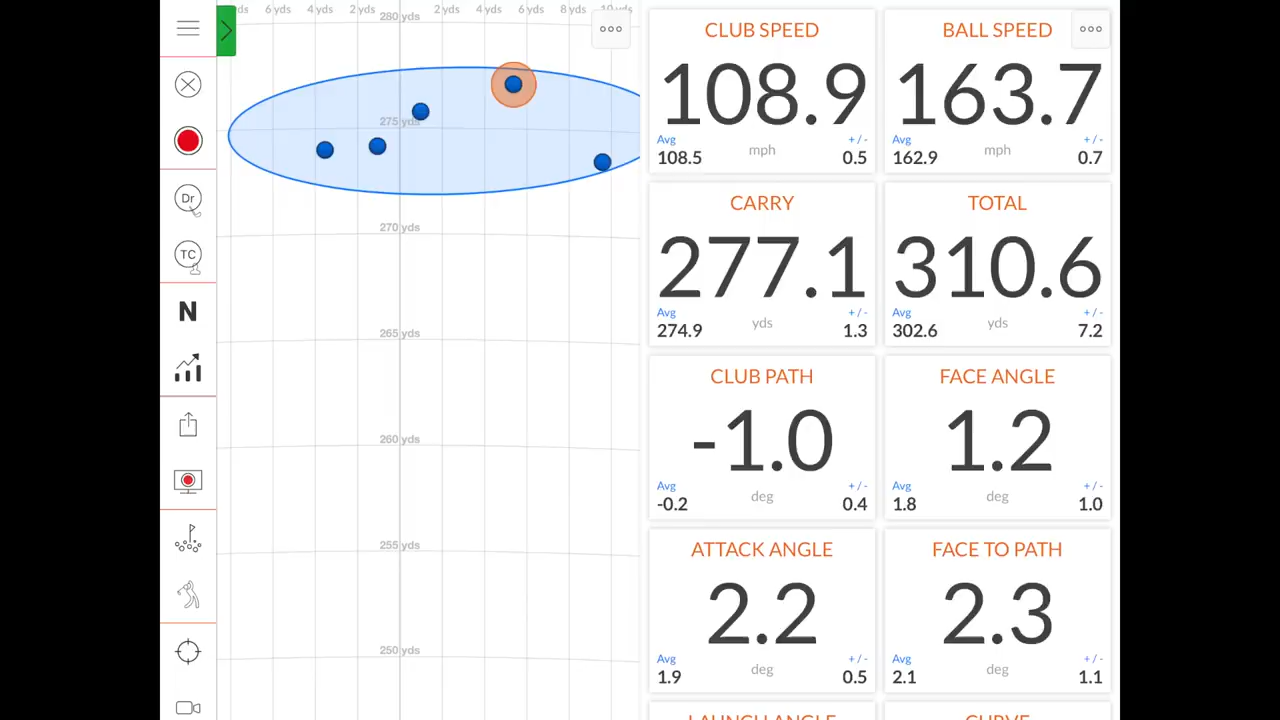 ds 6 yds 4 yds 2 yds 2 yds 4 yds 6 yds 8 yds 10 yds
280 yds
275 yds
270 yds
265 yds
260 yds
255 yds
250 yds
Dr
TC
N
CLUB SPEED
108.9
Avg + / -
108.5 mph 0.5
BALL SPEED
163.7
Avg + / -
162.9 mph 0.7
CARRY
277.1
Avg + / -
274.9 yds 1.3
TOTAL
310.6
Avg + / -
302.6 yds 7.2
CLUB PATH
-1.0
Avg + / -
-0.2 deg 0.4
FACE ANGLE
1.2
Avg + / -
1.8 deg 1.0
ATTACK ANGLE
2.2
Avg + / -
1.9 deg 0.5
FACE TO PATH
2.3
Avg + / -
2.1 deg 1.1
LAUNCH ANGLE
CURVE